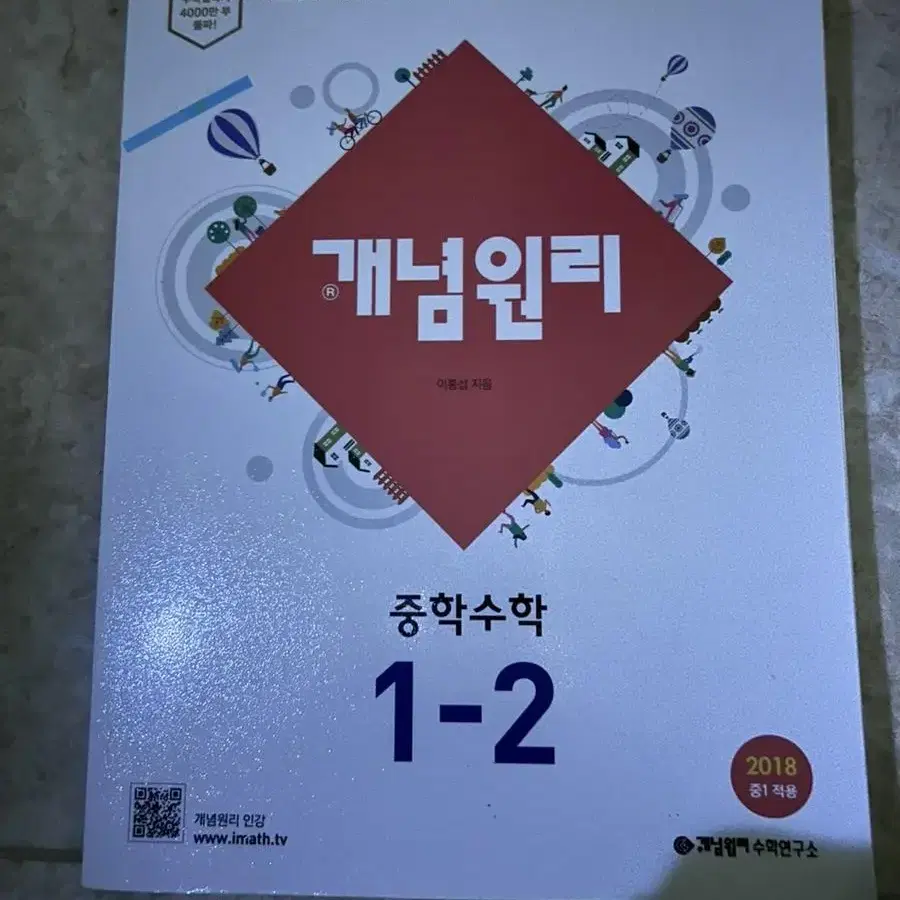 4000만 부
돌파!
개념원리
®
이홍섭 지음
중학수학
1-2
2018
중1 적용
개념원리 인강
www.imath.tv
개념원리 수학연구소